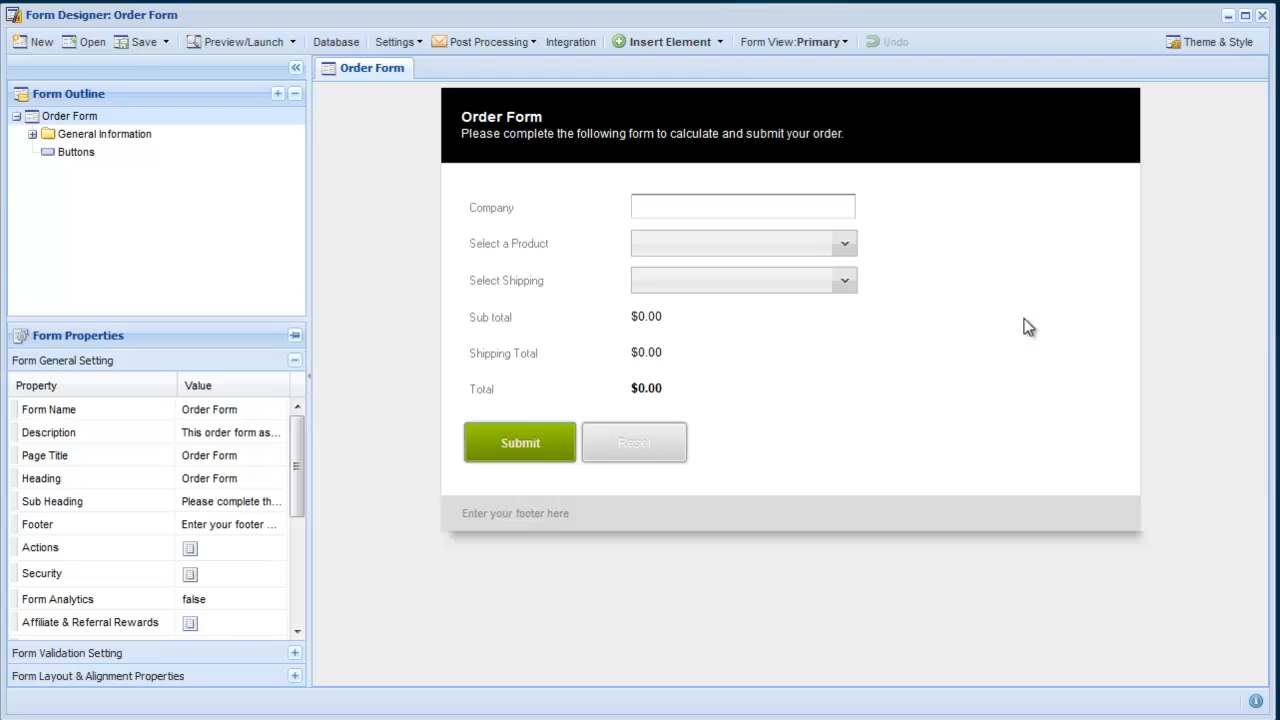 Form Designer: Order Form
New Open Save Preview/Launch Database Settings Post Processing Integration Insert Element Form View:Primary Undo Theme & Style
Order Form
Form Outline
Order Form
General Information
Buttons
Form Properties
Form General Setting
Property Value
Form Name Order Form
Description This order form as...
Page Title Order Form
Heading Order Form
Sub Heading Please complete th...
Footer Enter your footer ...
Actions
Security
Form Analytics false
Affiliate & Referral Rewards
Form Validation Setting
Form Layout & Alignment Properties
Order Form
Please complete the following form to calculate and submit your order.
Company
Select a Product
Select Shipping
Sub total $0.00
Shipping Total $0.00
Total $0.00
Submit Reset
Enter your footer here